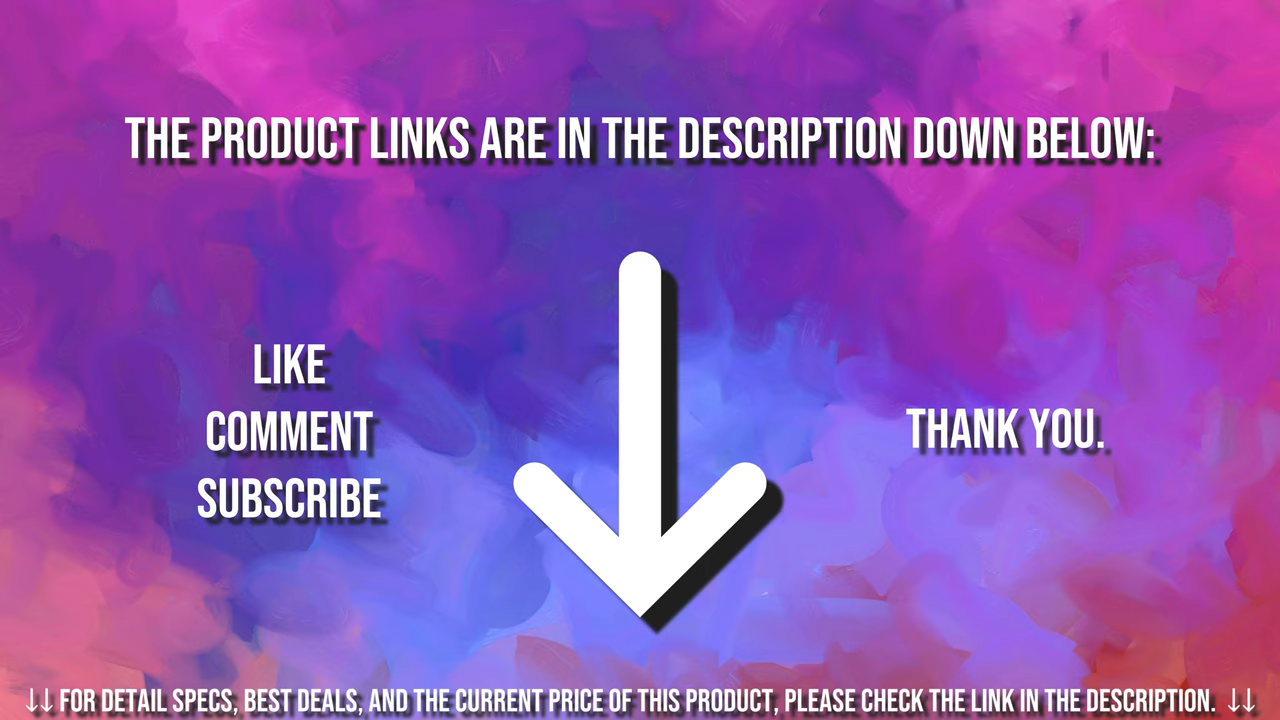 THE PRODUCT LINKS ARE IN THE DESCRIPTION DOWN BELOW:
LIKE
COMMENT
SUBSCRIBE
THANK YOU.
↓↓ FOR DETAIL SPECS, BEST DEALS, AND THE CURRENT PRICE OF THIS PRODUCT, PLEASE CHECK THE LINK IN THE DESCRIPTION. ↓↓